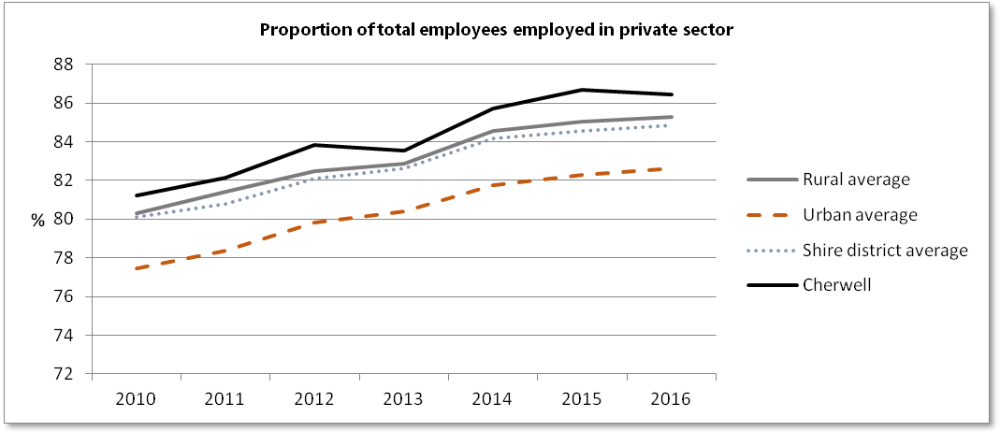 Proportion of total employees employed in private sector
88
86
84
82
80
78
76
74
72
%
2010 2011 2012 2013 2014 2015 2016
Rural average
Urban average
Shire district average
Cherwell